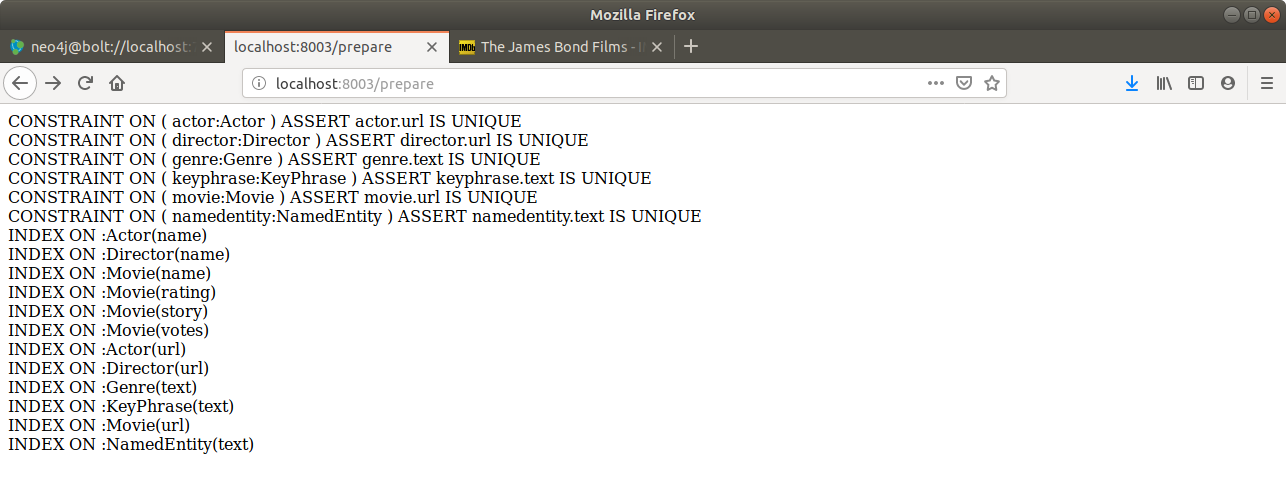 Mozilla Firefox
neo4j@bolt://localhost:
localhost:8003/prepare
IMDb
The James Bond Films - I
localhost:8003/prepare
CONSTRAINT ON ( actor:Actor ) ASSERT actor.url IS UNIQUE
CONSTRAINT ON ( director:Director ) ASSERT director.url IS UNIQUE
CONSTRAINT ON ( genre:Genre ) ASSERT genre.text IS UNIQUE
CONSTRAINT ON ( keyphrase:KeyPhrase ) ASSERT keyphrase.text IS UNIQUE
CONSTRAINT ON ( movie:Movie ) ASSERT movie.url IS UNIQUE
CONSTRAINT ON ( namedentity:NamedEntity ) ASSERT namedentity.text IS UNIQUE
INDEX ON :Actor(name)
INDEX ON :Director(name)
INDEX ON :Movie(name)
INDEX ON :Movie(rating)
INDEX ON :Movie(story)
INDEX ON :Movie(votes)
INDEX ON :Actor(url)
INDEX ON :Director(url)
INDEX ON :Genre(text)
INDEX ON :KeyPhrase(text)
INDEX ON :Movie(url)
INDEX ON :NamedEntity(text)